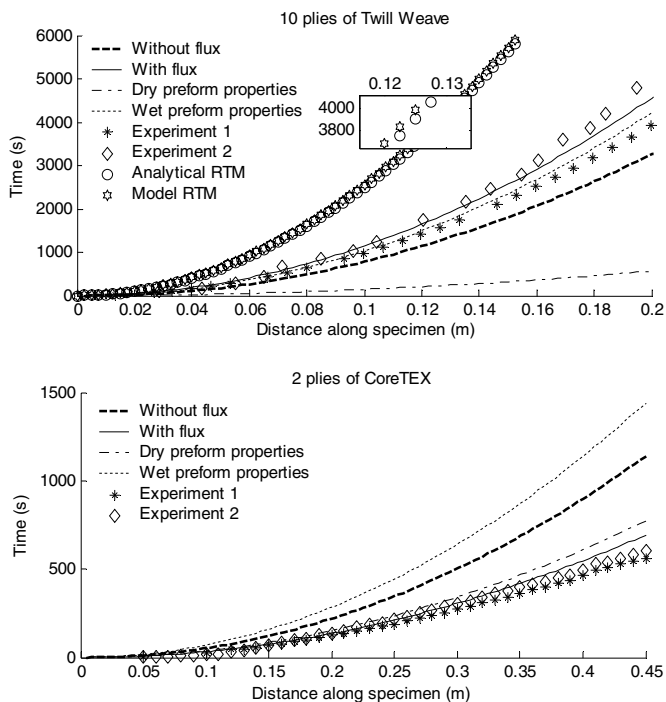 10 plies of Twill Weave
6000
5000
4000
3000
2000
1000
0
Time (s)
Without flux
With flux
Dry preform properties
Wet preform properties
Experiment 1
Experiment 2
Analytical RTM
Model RTM
0.12 0.13
4000
3800
0 0.02 0.04 0.06 0.08 0.1 0.12 0.14 0.16 0.18 0.2
Distance along specimen (m)
2 plies of CoreTEX
1500
1000
500
0
Time (s)
Without flux
With flux
Dry preform properties
Wet preform properties
Experiment 1
Experiment 2
0 0.05 0.1 0.15 0.2 0.25 0.3 0.35 0.4 0.45
Distance along specimen (m)